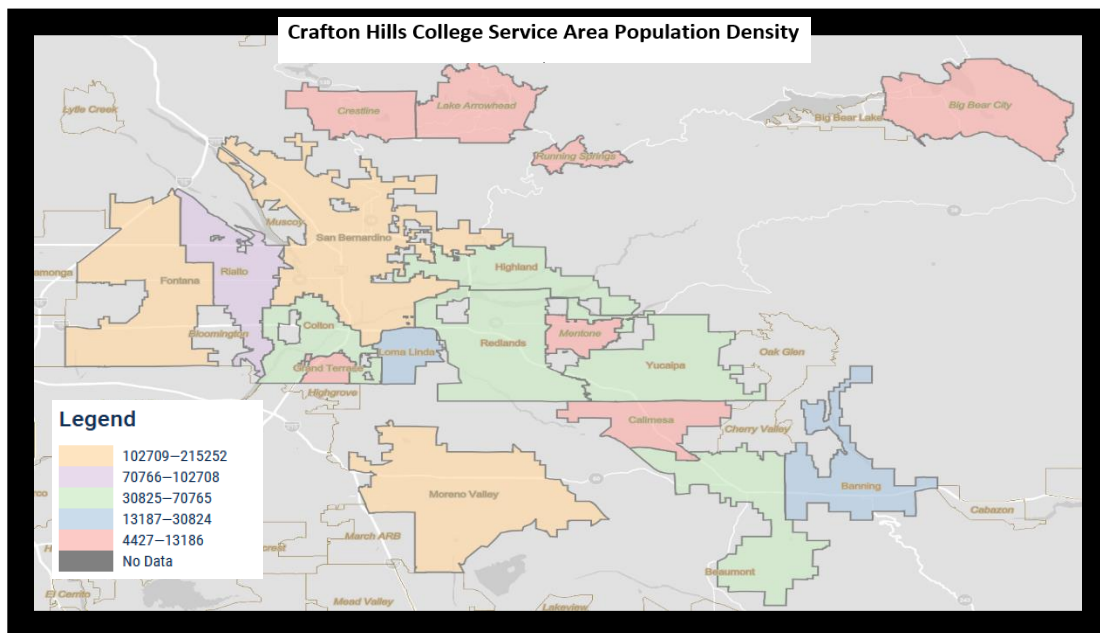 Crafton Hills College Service Area Population Density
Lytle Creek
Crestline
Lake Arrowhead
Big Bear City
Big Bear Lake
Running Springs
Muscoy
San Bernardino
amonga
Fontana
Rialto
Highland
Bloomington
Colton
Loma Linda
Redlands
Mentone
Yucaipa
Oak Glen
Grand Terrace
Highgrove
Calimesa
Cherry Valley
Legend
102709–215252
70766–102708
30825–70765
13187–30824
4427–13186
No Data
Moreno Valley
Banning
Cabazon
March ARB
Beaumont
El Cerrito
Mead Valley
Lakeview
rco
crest